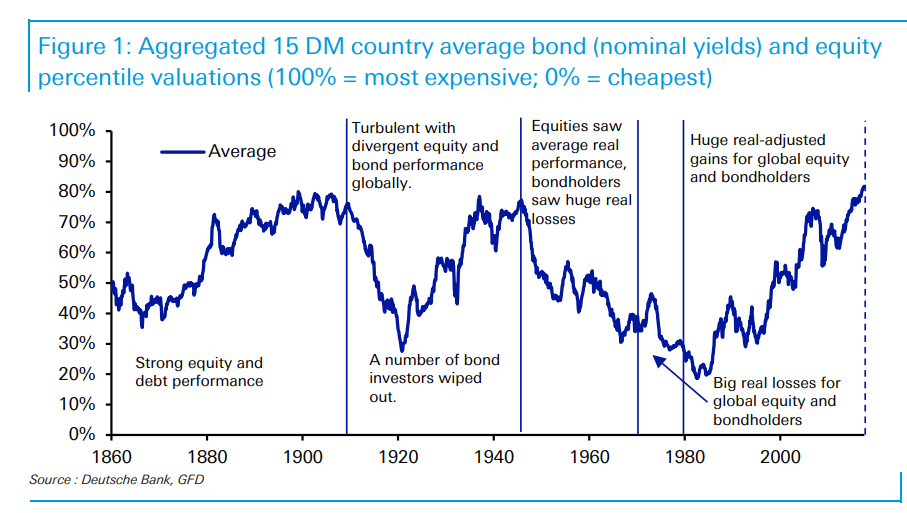 Figure 1: Aggregated 15 DM country average bond (nominal yields) and equity
percentile valuations (100% = most expensive; 0% = cheapest)
100%
90%
80%
70%
60%
50%
40%
30%
20%
10%
0%
Average
Strong equity and
debt performance
Turbulent with
divergent equity and
bond performance
globally.
A number of bond
investors wiped
out.
Equities saw
average real
performance,
bondholders
saw huge real
losses
Huge real-adjusted
gains for global equity
and bondholders
Big real losses for
global equity and
bondholders
1860
1880
1900
1920
1940
1960
1980
2000
Source : Deutsche Bank, GFD